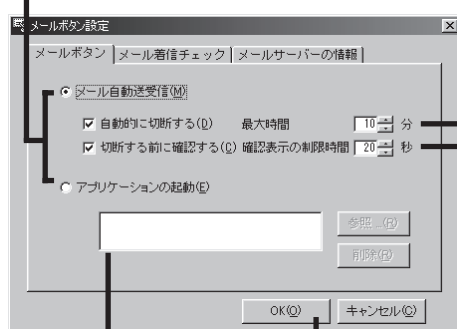 メールボタン設定
メールボタン メール着信チェック メールサーバーの情報
メール自動送受信(M)
自動的に切断する(D) 最大時間 10 分
切断する前に確認する(C) 確認表示の制限時間 20 秒
アプリケーションの起動(E)
参照...(R)
削除(R)
OK(O) キャンセル(C)